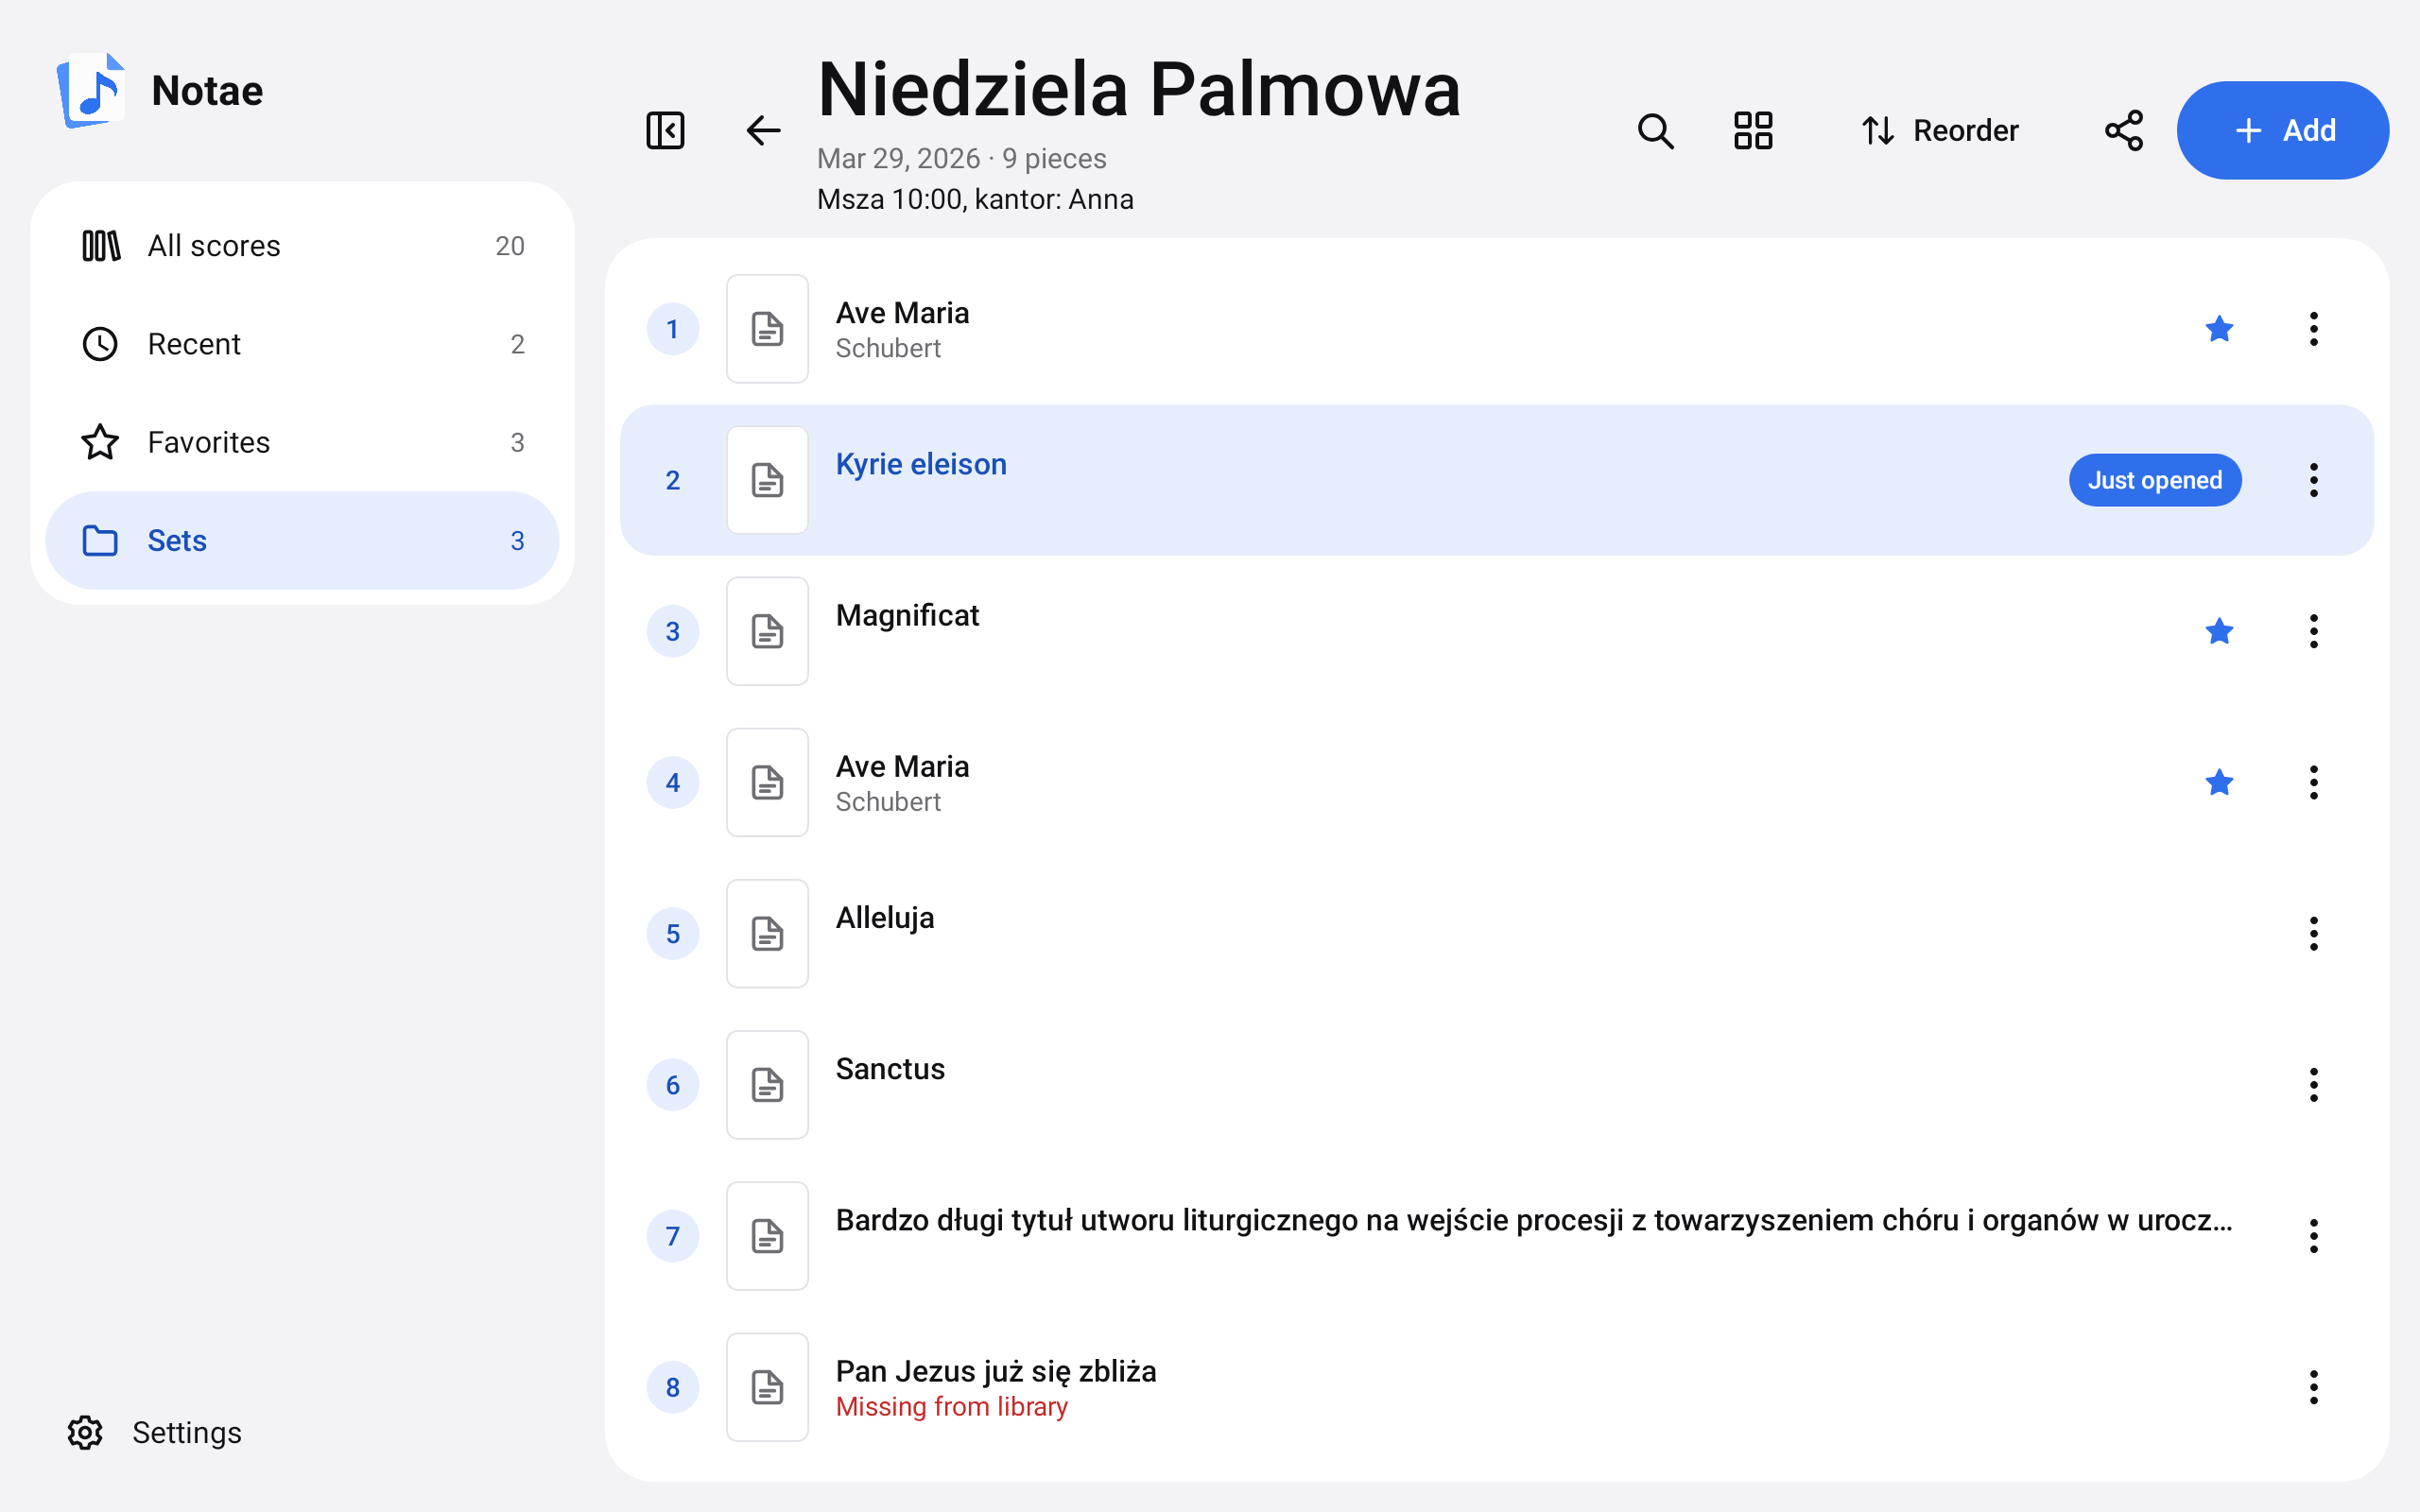 Notae
All scores 20
Recent 2
Favorites 3
Sets 3
Settings
Niedziela Palmowa
Mar 29, 2026 · 9 pieces
Msza 10:00, kantor: Anna
Reorder
Add
1 Ave Maria
Schubert
2 Kyrie eleison Just opened
3 Magnificat
4 Ave Maria
Schubert
5 Alleluja
6 Sanctus
7 Bardzo długi tytuł utworu liturgicznego na wejście procesji z towarzyszeniem chóru i organów w urocz...
8 Pan Jezus już się zbliża
Missing from library